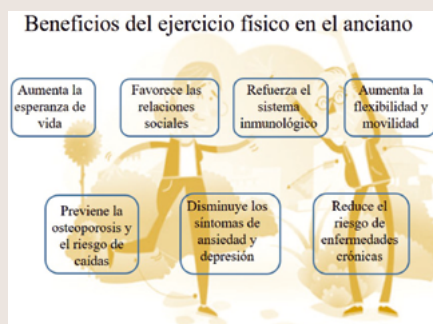 Beneficios del ejercicio físico en el anciano
Aumenta la
esperanza de
vida
Favorece las
relaciones
sociales
Refuerza el
sistema
inmunológico
Aumenta la
flexibilidad y
movilidad
Previene la
osteoporosis y
el riesgo de
caídas
Disminuye los
síntomas de
ansiedad y
depresión
Reduce el
riesgo de
enfermedades
crónicas